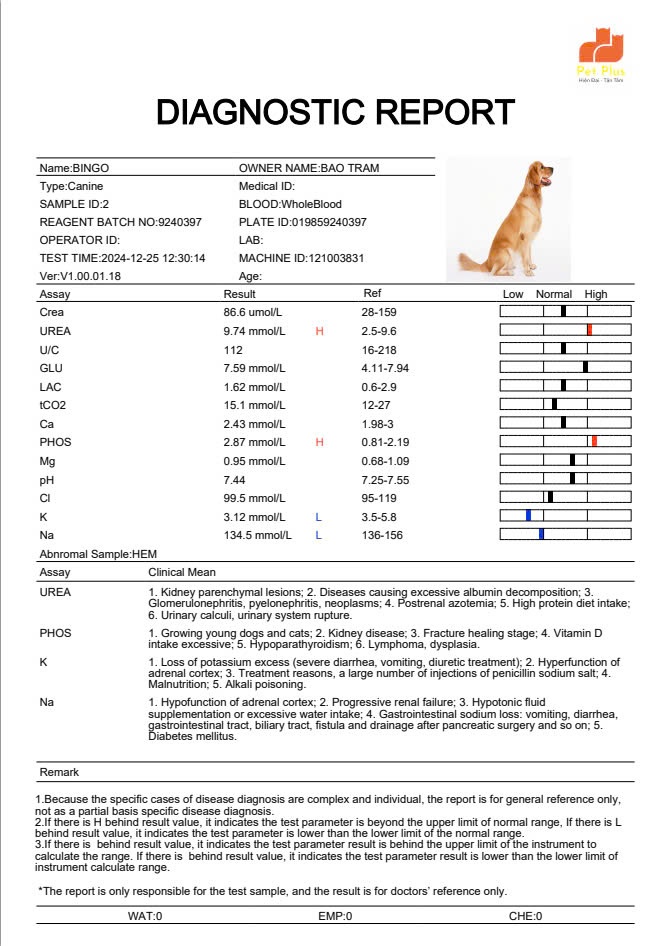 Pet Plus
Hiện Đại - Tận Tâm
DIAGNOSTIC REPORT
Name:BINGO OWNER NAME:BAO TRAM
Type:Canine Medical ID:
SAMPLE ID:2 BLOOD:WholeBlood
REAGENT BATCH NO:9240397 PLATE ID:019859240397
OPERATOR ID: LAB:
TEST TIME:2024-12-25 12:30:14 MACHINE ID:121003831
Ver:V1.00.01.18 Age:
Assay Result Ref Low Normal High
Crea 86.6 umol/L 28-159
UREA 9.74 mmol/L H 2.5-9.6
U/C 112 16-218
GLU 7.59 mmol/L 4.11-7.94
LAC 1.62 mmol/L 0.6-2.9
tCO2 15.1 mmol/L 12-27
Ca 2.43 mmol/L 1.98-3
PHOS 2.87 mmol/L H 0.81-2.19
Mg 0.95 mmol/L 0.68-1.09
pH 7.44 7.25-7.55
Cl 99.5 mmol/L 95-119
K 3.12 mmol/L L 3.5-5.8
Na 134.5 mmol/L L 136-156
Abnromal Sample:HEM
Assay Clinical Mean
UREA 1. Kidney parenchymal lesions; 2. Diseases causing excessive albumin decomposition; 3.
Glomerulonephritis, pyelonephritis, neoplasms; 4. Postrenal azotemia; 5. High protein diet intake;
6. Urinary calculi, urinary system rupture.
PHOS 1. Growing young dogs and cats; 2. Kidney disease; 3. Fracture healing stage; 4. Vitamin D
intake excessive; 5. Hypoparathyroidism; 6. Lymphoma, dysplasia.
K 1. Loss of potassium excess (severe diarrhea, vomiting, diuretic treatment); 2. Hyperfunction of
adrenal cortex; 3. Treatment reasons, a large number of injections of penicillin sodium salt; 4.
Malnutrition; 5. Alkali poisoning.
Na 1. Hypofunction of adrenal cortex; 2. Progressive renal failure; 3. Hypotonic fluid
supplementation or excessive water intake; 4. Gastrointestinal sodium loss: vomiting, diarrhea,
gastrointestinal tract, biliary tract, fistula and drainage after pancreatic surgery and so on; 5.
Diabetes mellitus.
Remark
1.Because the specific cases of disease diagnosis are complex and individual, the report is for general reference only,
not as a partial basis specific disease diagnosis.
2.If there is H behind result value, it indicates the test parameter is beyond the upper limit of normal range, If there is L
behind result value, it indicates the test parameter is lower than the lower limit of the normal range.
3.If there is behind result value, it indicates the test parameter result is behind the upper limit of the instrument to
calculate the range. If there is behind result value, it indicates the test parameter result is lower than the lower limit of
instrument calculate range.
*The report is only responsible for the test sample, and the result is for doctors' reference only.
WAT:0 EMP:0 CHE:0